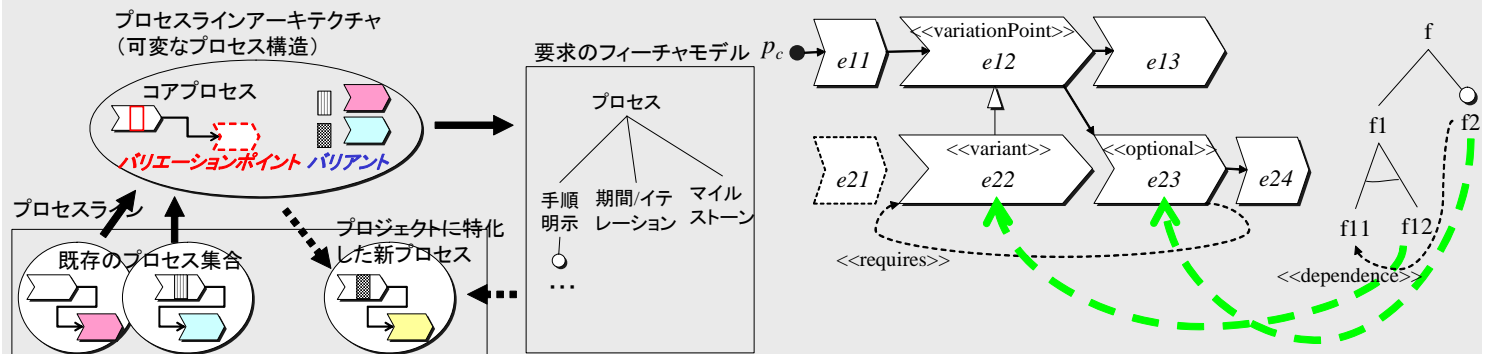 プロセスラインアーキテクチャ
（可変なプロセス構造）
コアプロセス
バリエーションポイント
バリアント
プロセスライン
既存のプロセス集合
プロジェクトに特化
した新プロセス
要求のフィーチャモデル
プロセス
手順
明示
期間/イテ
レーション
マイル
ストーン
…
pc
e11
<<variationPoint>>
e12
e13
e21
<<variant>>
e22
<<optional>>
e23
e24
<<requires>>
f
f1
f2
f11
f12
<<dependence>>